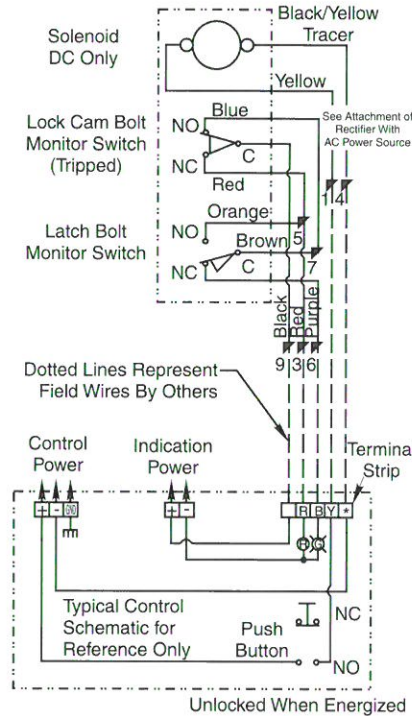 Black/Yellow
Tracer
Solenoid
DC Only
Yellow
See Attachment of
Rectifier With
AC Power Source
Blue
Lock Cam Bolt
Monitor Switch
(Tripped)
NO
C
NC
Red
1 4
Orange
5
Latch Bolt
Monitor Switch
NO
Brown
7
C
NC
Black
Red
Purple
9 3 6
Dotted Lines Represent
Field Wires By Others
Control
Power
Indication
Power
Terminal
Strip
+ - GND
+ -
R B Y *
R G
Typical Control
Schematic for
Reference Only
Push
Button
NC
NO
Unlocked When Energized